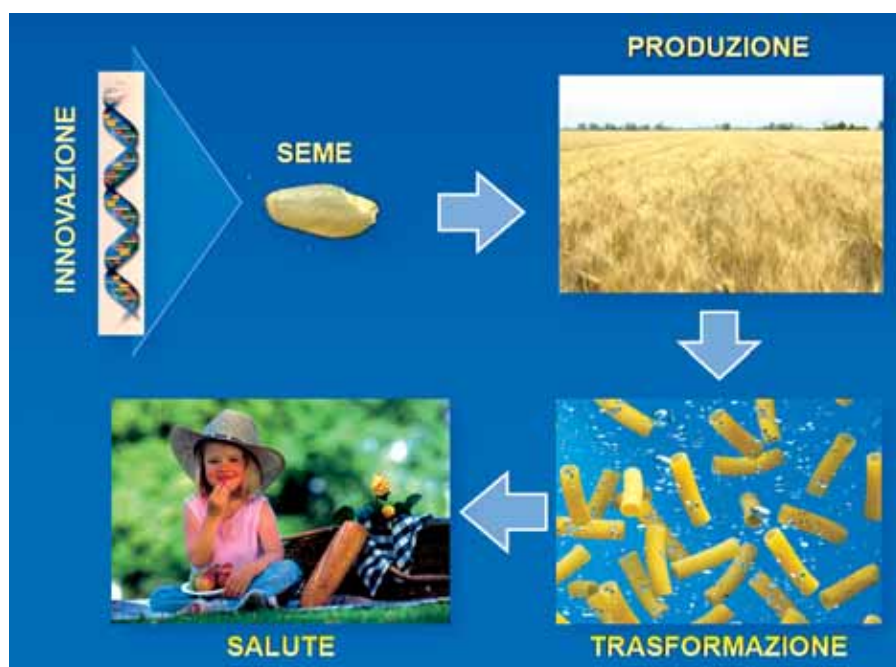 INNOVAZIONE
SEME
PRODUZIONE
TRASFORMAZIONE
SALUTE